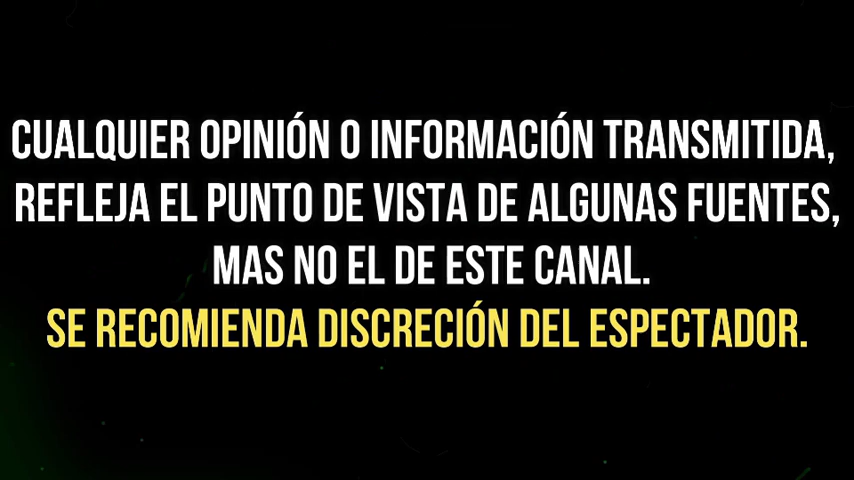 CUALQUIER OPINIÓN O INFORMACIÓN TRANSMITIDA,
REFLEJA EL PUNTO DE VISTA DE ALGUNAS FUENTES,
MAS NO EL DE ESTE CANAL.
SE RECOMIENDA DISCRECIÓN DEL ESPECTADOR.